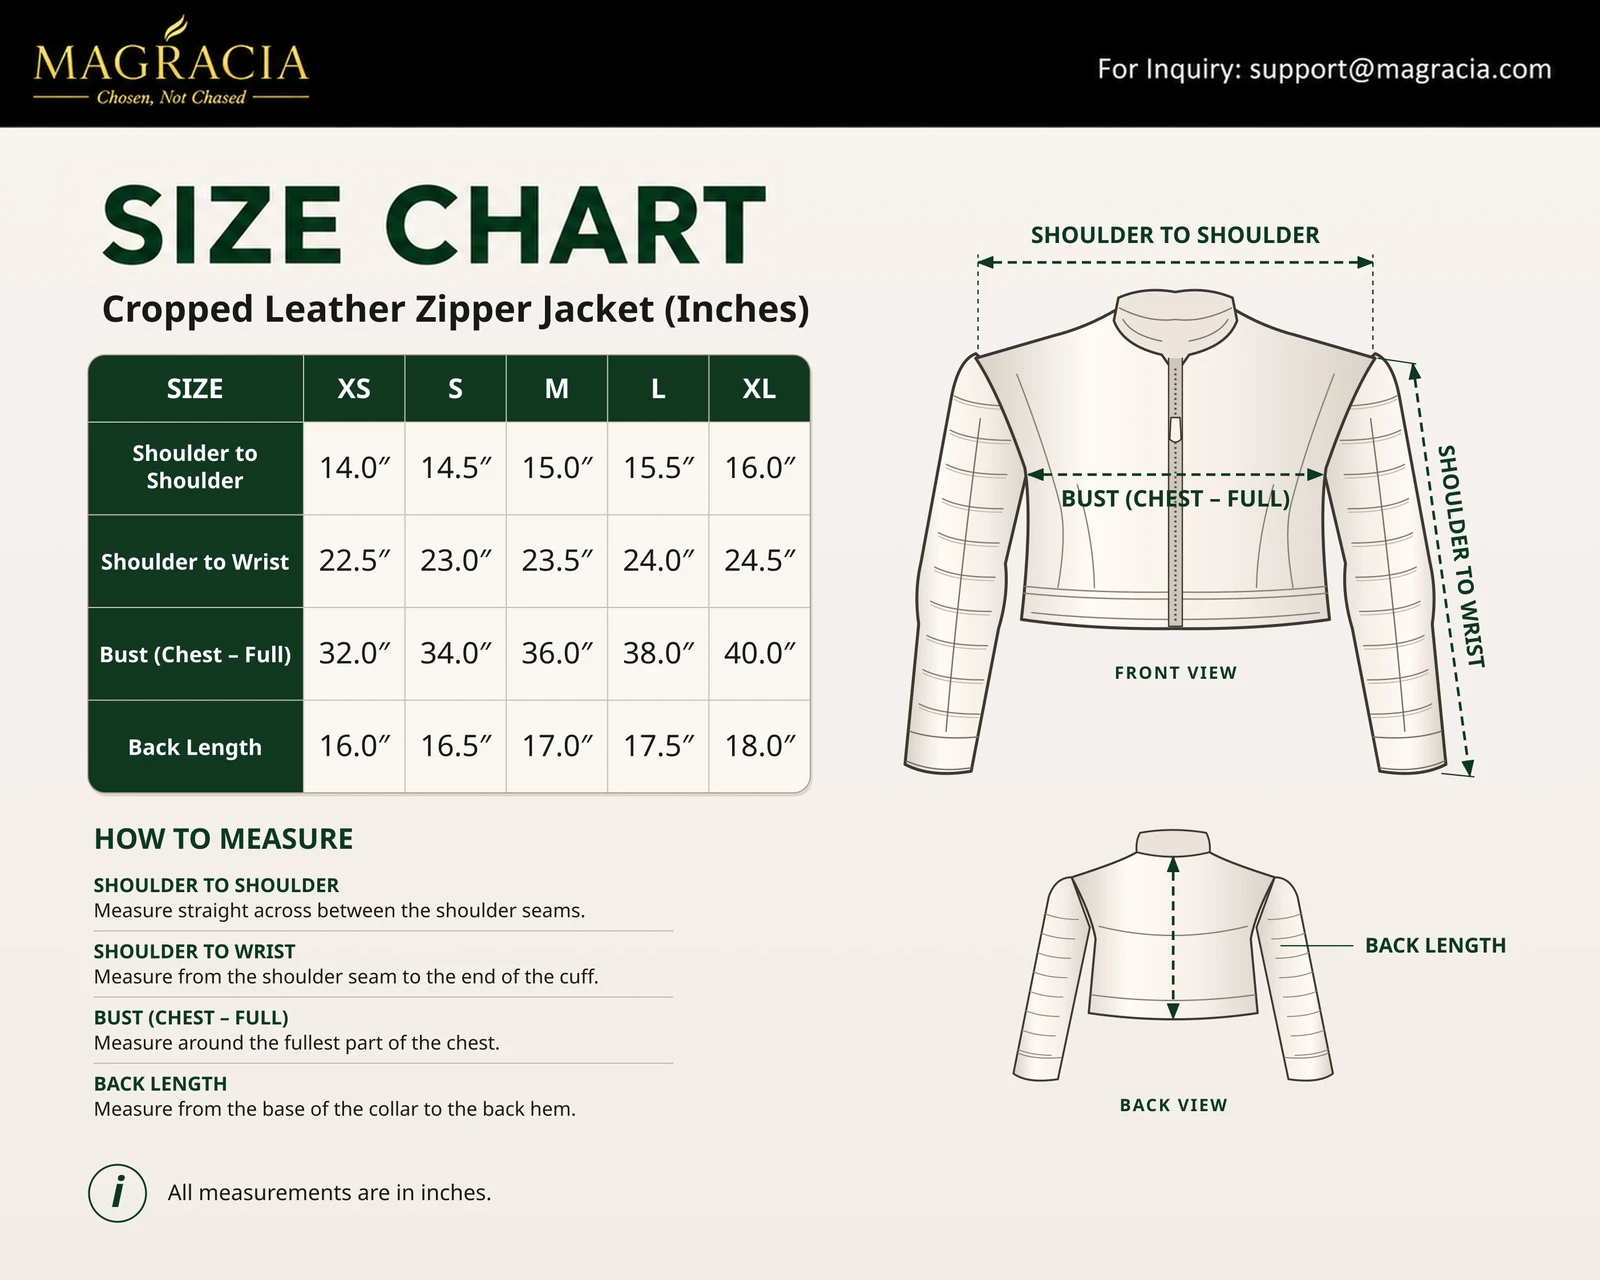 MAGRACIA
Chosen, Not Chased
For Inquiry: support@magracia.com
SIZE CHART
Cropped Leather Zipper Jacket (Inches)
SIZE XS S M L XL
Shoulder to
Shoulder
14.0″ 14.5″ 15.0″ 15.5″ 16.0″
Shoulder to Wrist 22.5″ 23.0″ 23.5″ 24.0″ 24.5″
Bust (Chest – Full) 32.0″ 34.0″ 36.0″ 38.0″ 40.0″
Back Length 16.0″ 16.5″ 17.0″ 17.5″ 18.0″
HOW TO MEASURE
SHOULDER TO SHOULDER
Measure straight across between the shoulder seams.
SHOULDER TO WRIST
Measure from the shoulder seam to the end of the cuff.
BUST (CHEST – FULL)
Measure around the fullest part of the chest.
BACK LENGTH
Measure from the base of the collar to the back hem.
i All measurements are in inches.
SHOULDER TO SHOULDER
BUST (CHEST – FULL)
SHOULDER TO WRIST
FRONT VIEW
BACK LENGTH
BACK VIEW